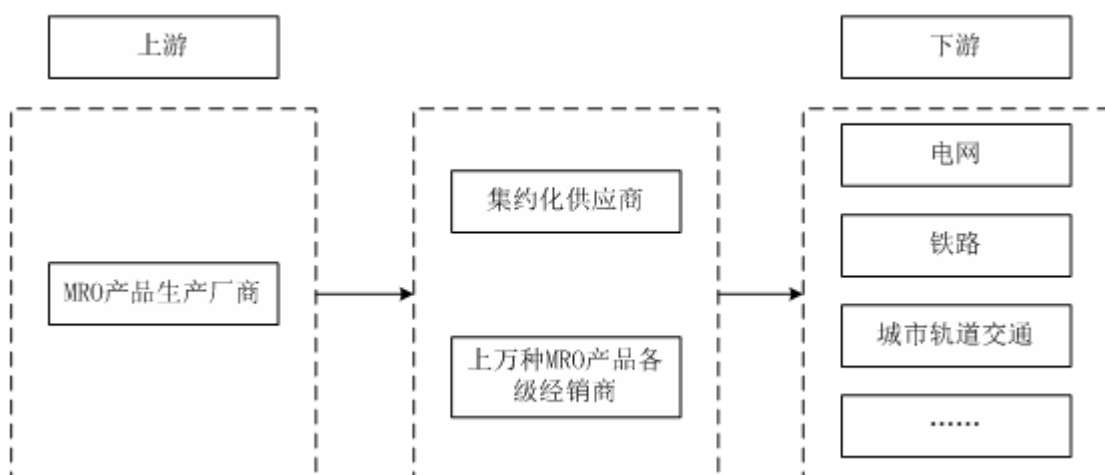 上游
下游
MRO产品生产厂商
集约化供应商
上万种MRO产品各
级经销商
电网
铁路
城市轨道交通
……